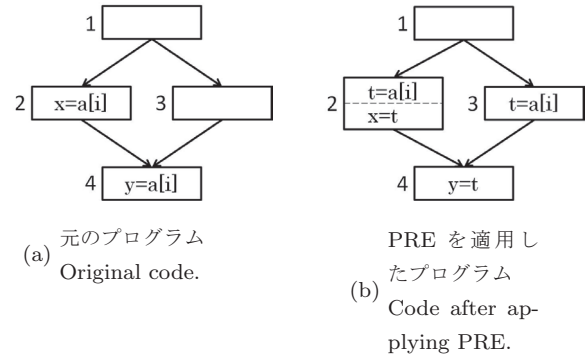 1
2
x=a[i]
3
4
y=a[i]
(a)
元のプログラム
Original code.
1
2
t=a[i]
x=t
3
t=a[i]
4
y=t
(b)
PRE を適用し
たプログラム
Code after ap-
plying PRE.